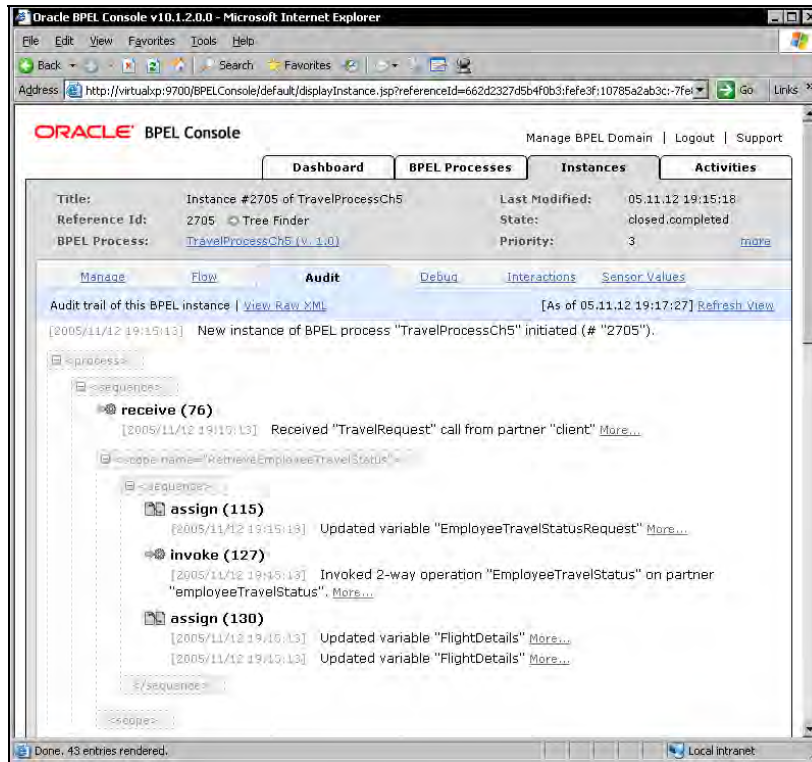 Oracle BPEL Console v10.1.2.0.0 - Microsoft Internet Explorer
File Edit View Favorites Tools Help
Back Search Favorites
Address http://virtualxp:9700/BPELConsole/default/displayInstance.jsp?referenceId=662d2327d5b4f0b3:fefe3f:10785a2ab3c:-7fe Go Links »
ORACLE BPEL Console
Manage BPEL Domain | Logout | Support
Dashboard BPEL Processes Instances Activities
Title: Instance #2705 of TravelProcessCh5 Last Modified: 05.11.12 19:15:18
Reference Id: 2705 Tree Finder State: closed.completed
BPEL Process: TravelProcessCh5 (v. 1.0) Priority: 3 more
Manage Flow Audit Debug Interactions Sensor Values
Audit trail of this BPEL instance | View Raw XML [As of 05.11.12 19:17:27] Refresh View
[2005/11/12 19:15:13] New instance of BPEL process "TravelProcessCh5" initiated (# "2705").
<process>
<sequence>
receive (76)
[2005/11/12 19:15:13] Received "TravelRequest" call from partner "client" More...
<scope name="RetrieveEmployeeTravelStatus">
<sequence>
assign (115)
[2005/11/12 19:15:13] Updated variable "EmployeeTravelStatusRequest" More...
invoke (127)
[2005/11/12 19:15:13] Invoked 2-way operation "EmployeeTravelStatus" on partner
"employeeTravelStatus". More...
assign (130)
[2005/11/12 19:15:13] Updated variable "FlightDetails" More...
[2005/11/12 19:15:13] Updated variable "FlightDetails" More...
</sequence>
<scope>
Done. 43 entries rendered. Local intranet